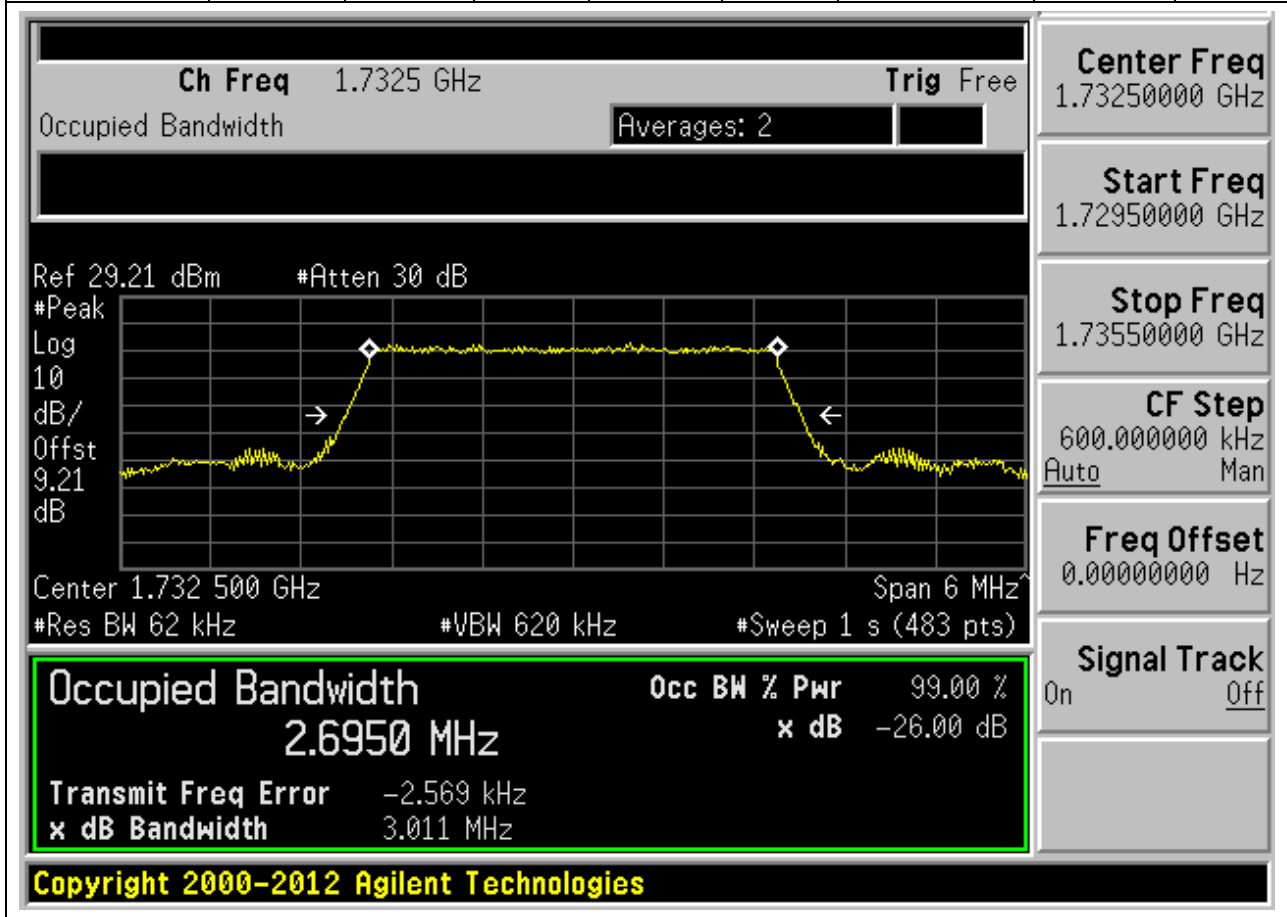 Ch Freq 1.7325 GHz Trig Free
Occupied Bandwidth Averages: 2
Ref 29.21 dBm #Atten 30 dB
#Peak
Log
10
dB/
Offst
9.21
dB
Center 1.732 500 GHz Span 6 MHz^
#Res BW 62 kHz #VBW 620 kHz #Sweep 1 s (483 pts)
Occupied Bandwidth Occ BW % Pwr 99.00 %
2.6950 MHz x dB -26.00 dB
Transmit Freq Error -2.569 kHz
x dB Bandwidth 3.011 MHz
Copyright 2000-2012 Agilent Technologies
Center Freq
1.73250000 GHz
Start Freq
1.72950000 GHz
Stop Freq
1.73550000 GHz
CF Step
600.000000 kHz
Auto Man
Freq Offset
0.00000000 Hz
Signal Track
On Off